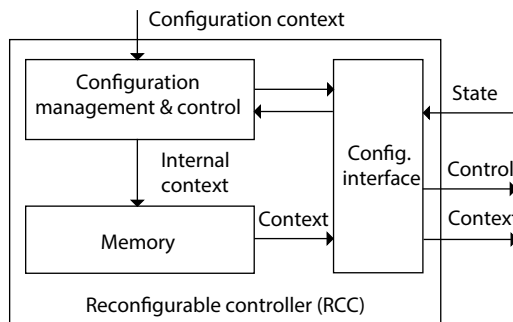 Configuration context
Configuration
management & control
State
Config.
interface
Internal
context
Control
Context
Context
Memory
Reconfigurable controller (RCC)